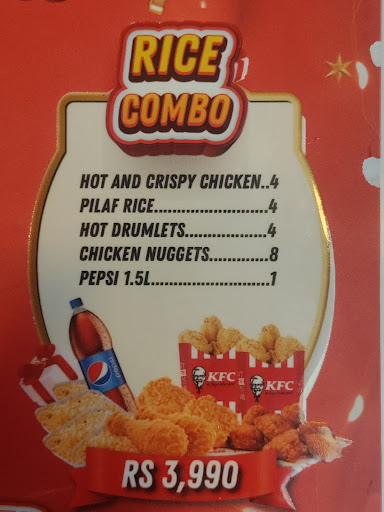 RICE
COMBO
HOT AND CRISPY CHICKEN..4
PILAF RICE.......................4
HOT DRUMLETS................4
CHICKEN NUGGETS............8
PEPSI 1.5L........................1
pepsi
KFC
KFC
RS 3,990